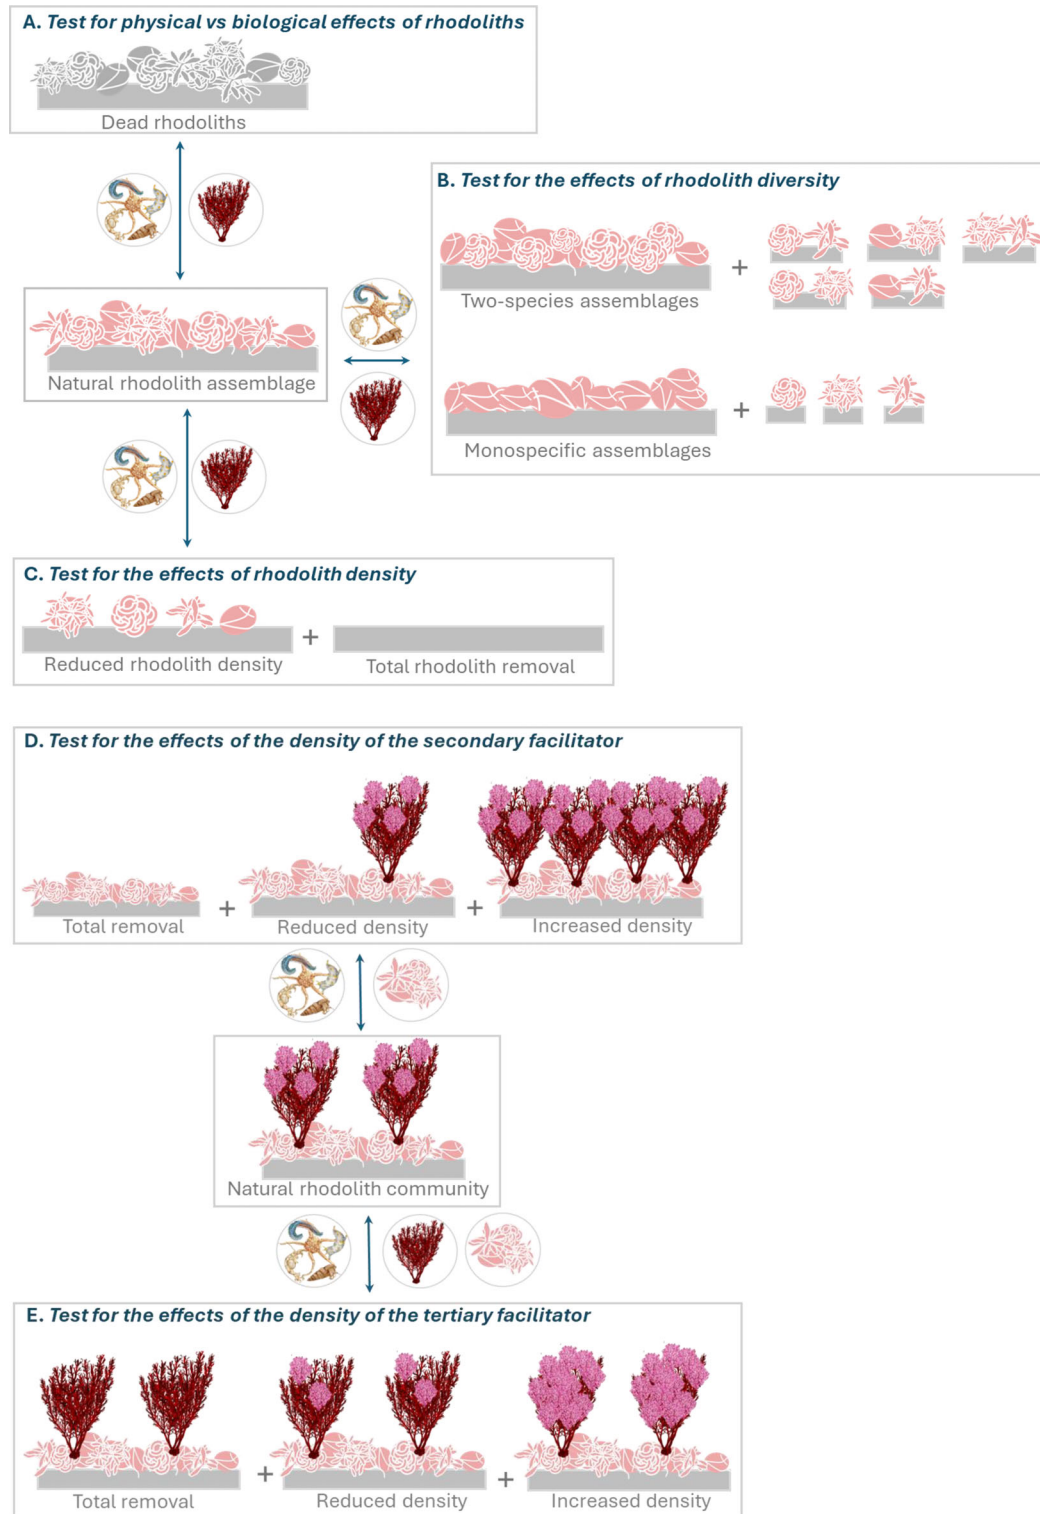 A. Test for physical vs biological effects of rhodoliths
Dead rhodoliths
B. Test for the effects of rhodolith diversity
+
Two-species assemblages
Natural rhodolith assemblage
+
Monospecific assemblages
C. Test for the effects of rhodolith density
+
Reduced rhodolith density
Total rhodolith removal
D. Test for the effects of the density of the secondary facilitator
+
+
Total removal
Reduced density
Increased density
Natural rhodolith community
E. Test for the effects of the density of the tertiary facilitator
+
+
Total removal
Reduced density
Increased density